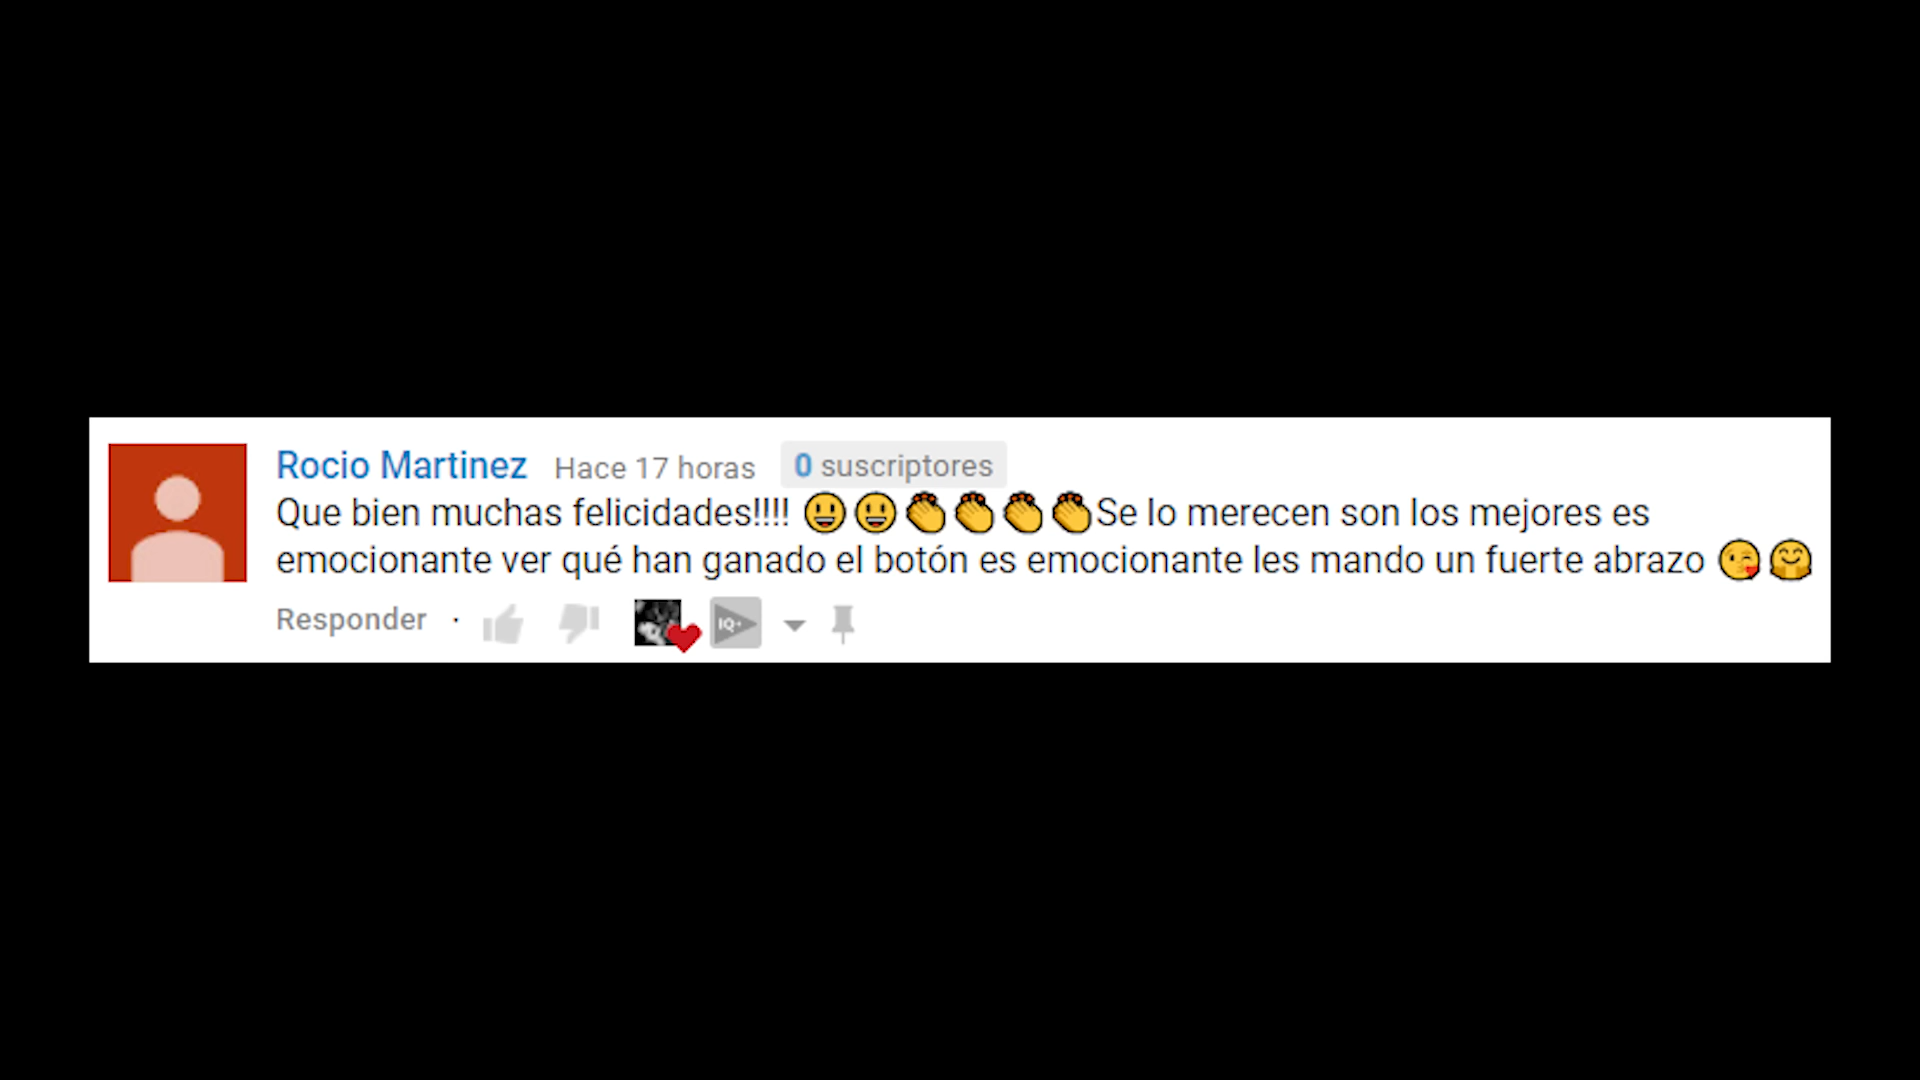 Rocio Martinez Hace 17 horas 0 suscriptores
Que bien muchas felicidades!!!! 😃😃👏👏👏👏Se lo merecen son los mejores es
emocionante ver qué han ganado el botón es emocionante les mando un fuerte abrazo 😘🤗
Responder ·
IQ+